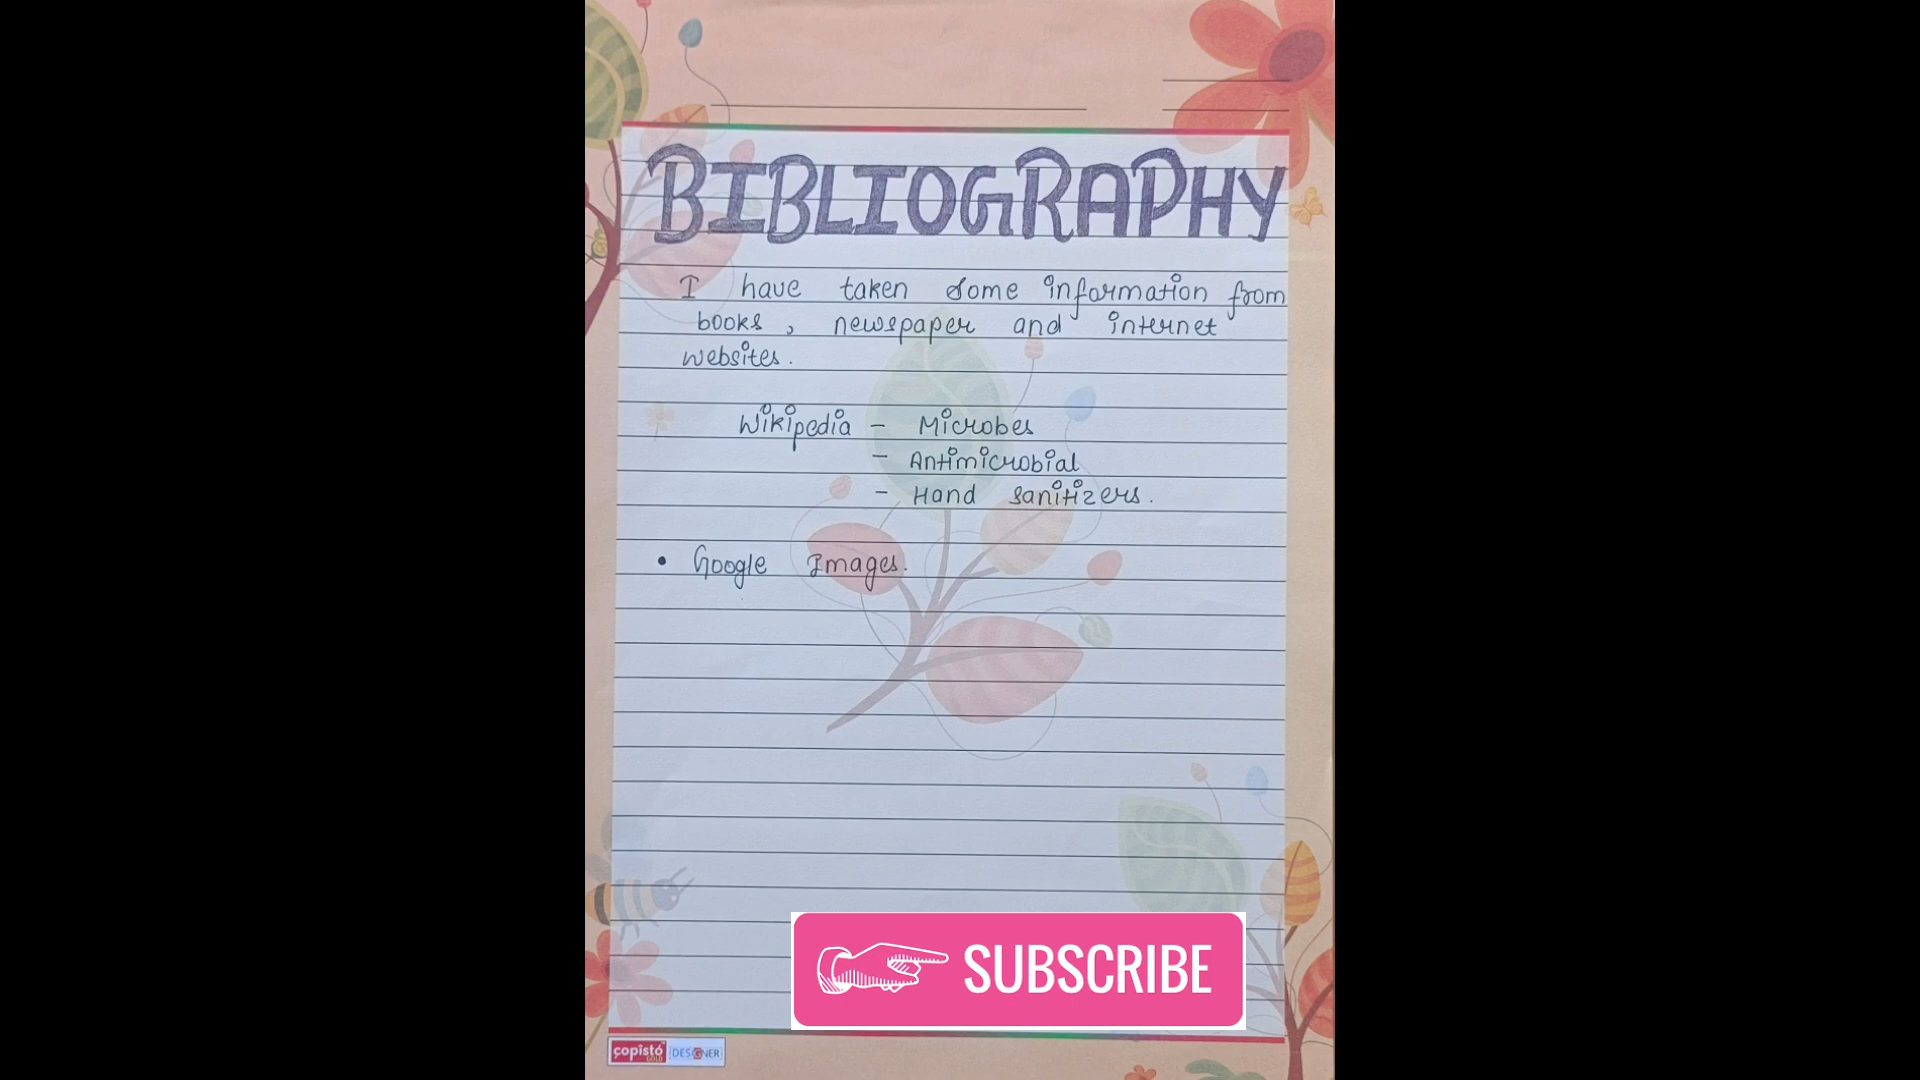 BIBLIOGRAPHY
I have taken some information from
books, newspaper and internet
websites.
Wikipedia - Microbes
- Antimicrobial
- Hand sanitizers.
• Google Images.
SUBSCRIBE
copisto GOLD DESIGNER